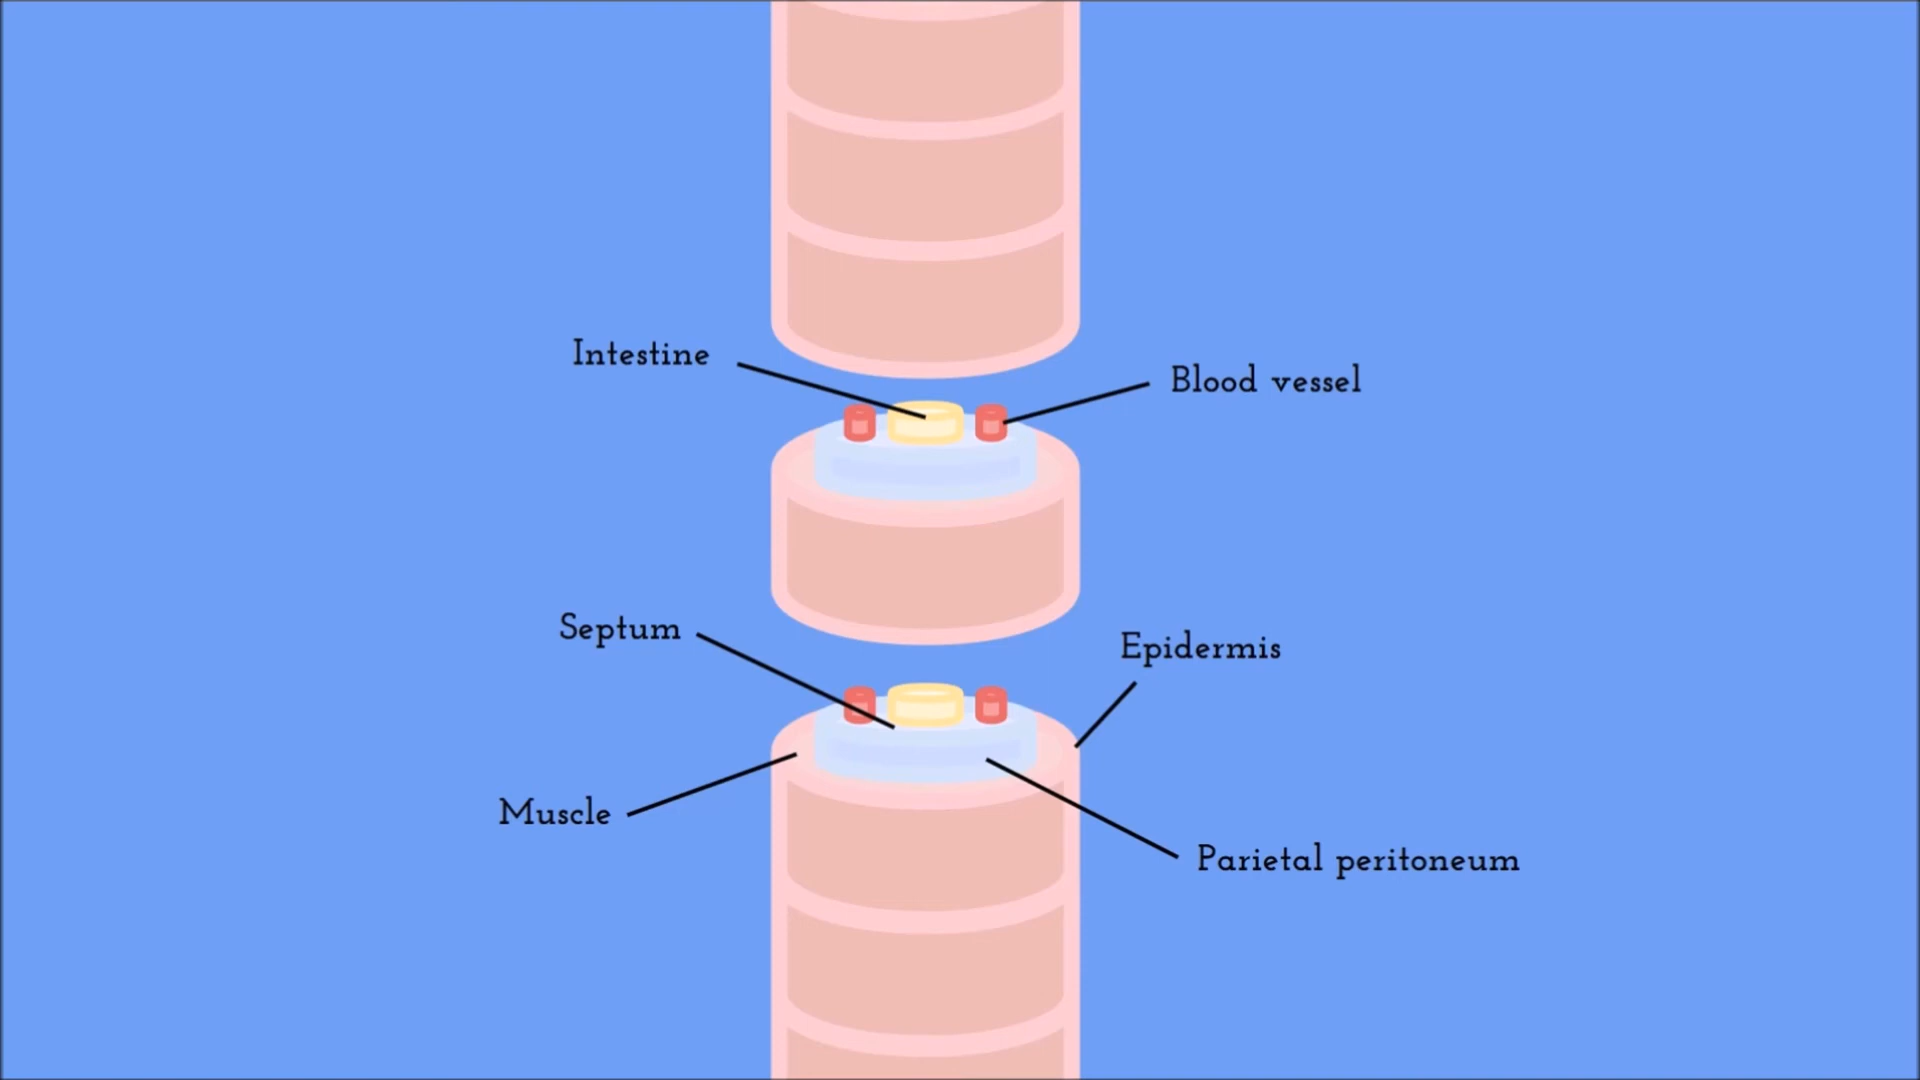 Intestine
Blood vessel
Septum
Epidermis
Muscle
Parietal peritoneum